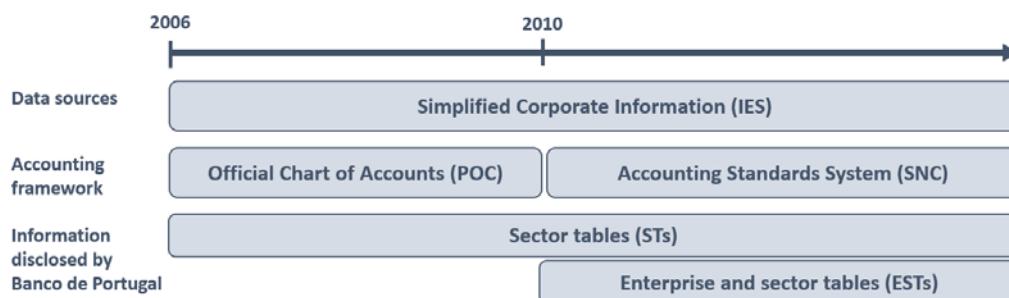 2006
2010
Data sources
Simplified Corporate Information (IES)
Accounting
framework
Official Chart of Accounts (POC)
Accounting Standards System (SNC)
Information
disclosed by
Banco de Portugal
Sector tables (STs)
Enterprise and sector tables (ESTs)